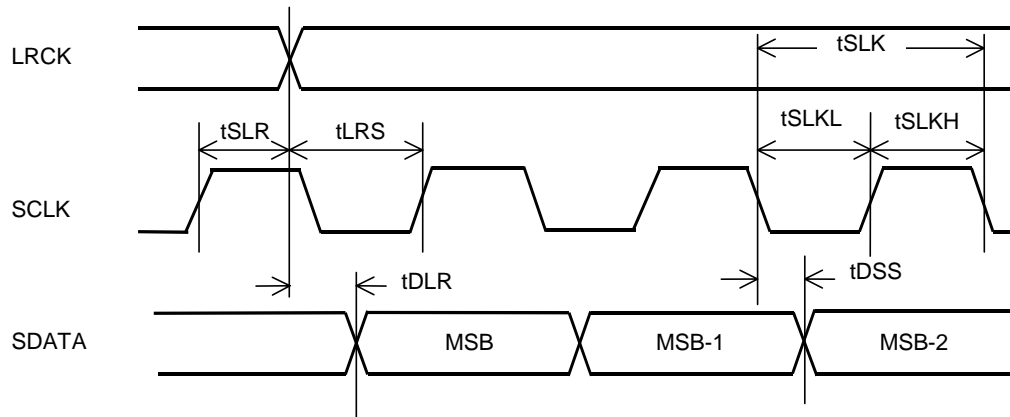 LRCK
tSLK
tSLR
tLRS
tSLKL
tSLKH
SCLK
tDLR
tDSS
SDATA
MSB
MSB-1
MSB-2